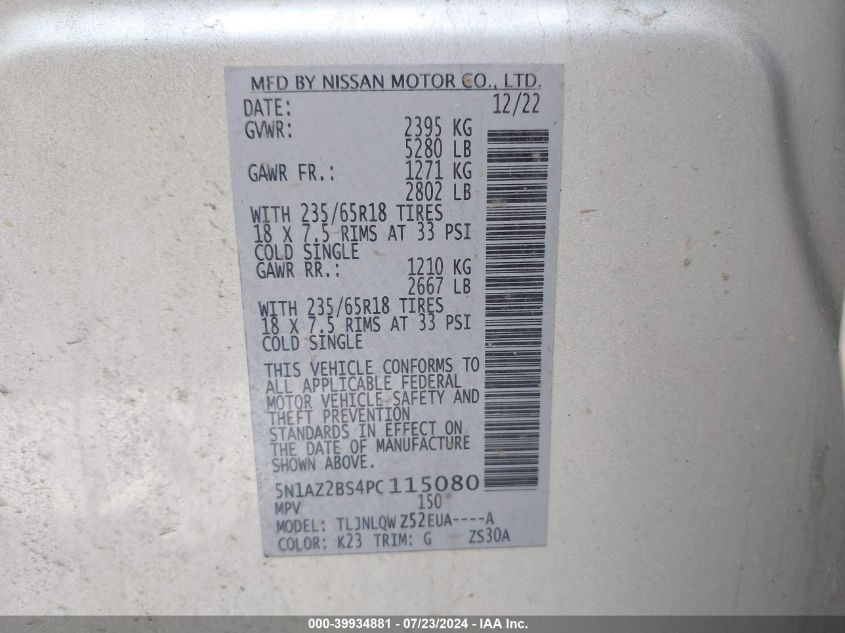 MFD BY NISSAN MOTOR CO., LTD.
DATE: 12/22
GVWR: 2395 KG
5280 LB
GAWR FR.: 1271 KG
2802 LB
WITH 235/65R18 TIRES
18 X 7.5 RIMS AT 33 PSI
COLD SINGLE
GAWR RR.: 1210 KG
2667 LB
WITH 235/65R18 TIRES
18 X 7.5 RIMS AT 33 PSI
COLD SINGLE
THIS VEHICLE CONFORMS TO
ALL APPLICABLE FEDERAL
MOTOR VEHICLE SAFETY AND
THEFT PREVENTION
STANDARDS IN EFFECT ON
THE DATE OF MANUFACTURE
SHOWN ABOVE.
5N1AZ2BS4PC115080
MPV 150
MODEL: TLJNLQW Z52EUA----A
COLOR: K23 TRIM: G ZS30A
000-39934881 - 07/23/2024 - IAA Inc.